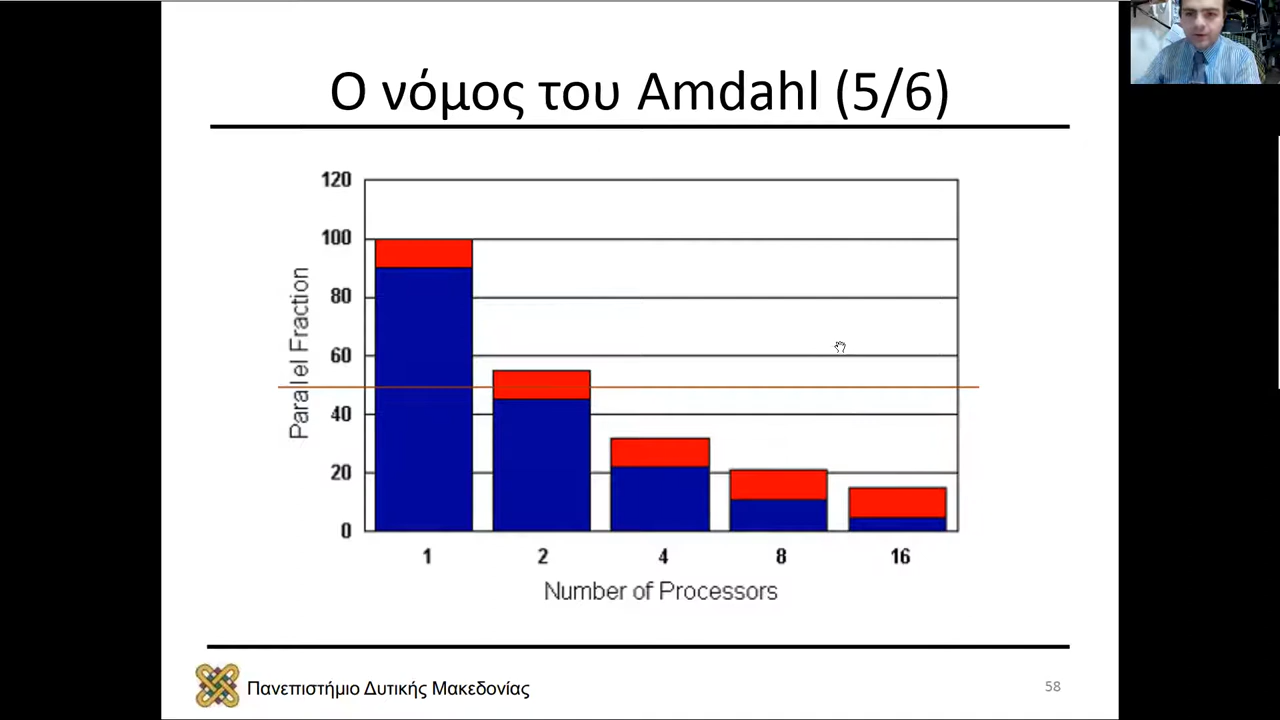 Ο νόμος του Amdahl (5/6)
120
100
80
60
40
20
0
Parallel Fraction
1 2 4 8 16
Number of Processors
Πανεπιστήμιο Δυτικής Μακεδονίας
58